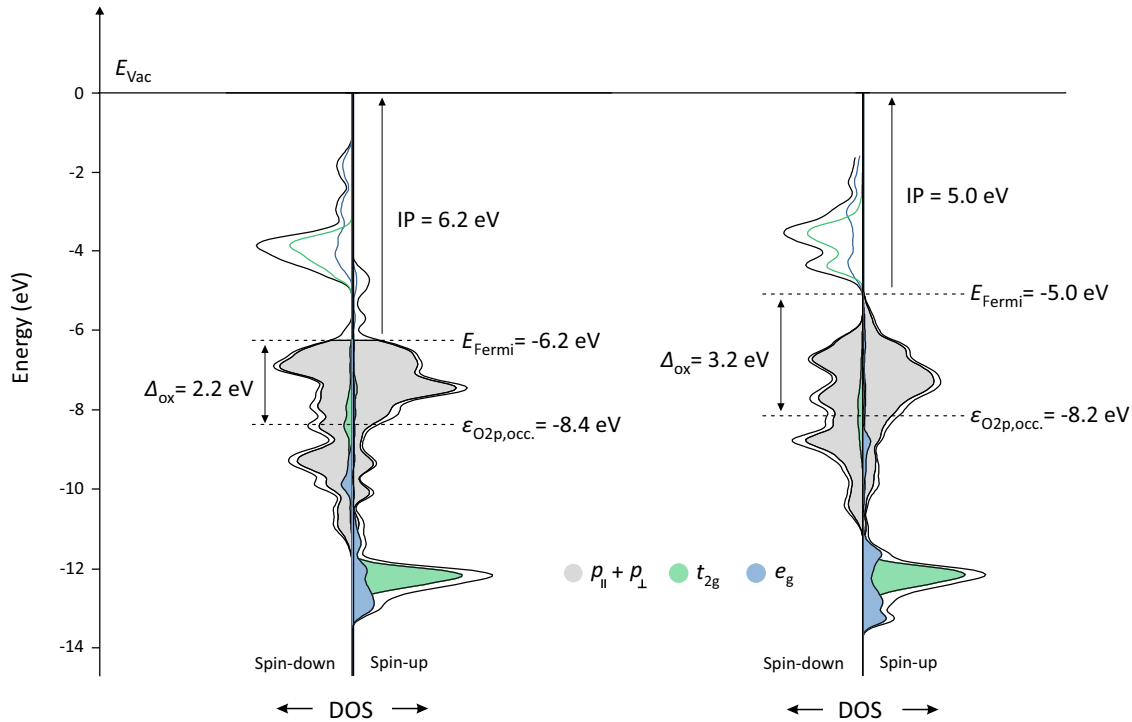 E_Vac
0
-2
-4
-6
-8
-10
-12
-14
Energy (eV)
IP = 6.2 eV
E_Fermi = -6.2 eV
Δ_ox = 2.2 eV
ε_O2p,occ. = -8.4 eV
Spin-down
Spin-up
DOS
IP = 5.0 eV
E_Fermi = -5.0 eV
Δ_ox = 3.2 eV
ε_O2p,occ. = -8.2 eV
p_∥ + p_⊥
t_2g
e_g
Spin-down
Spin-up
DOS